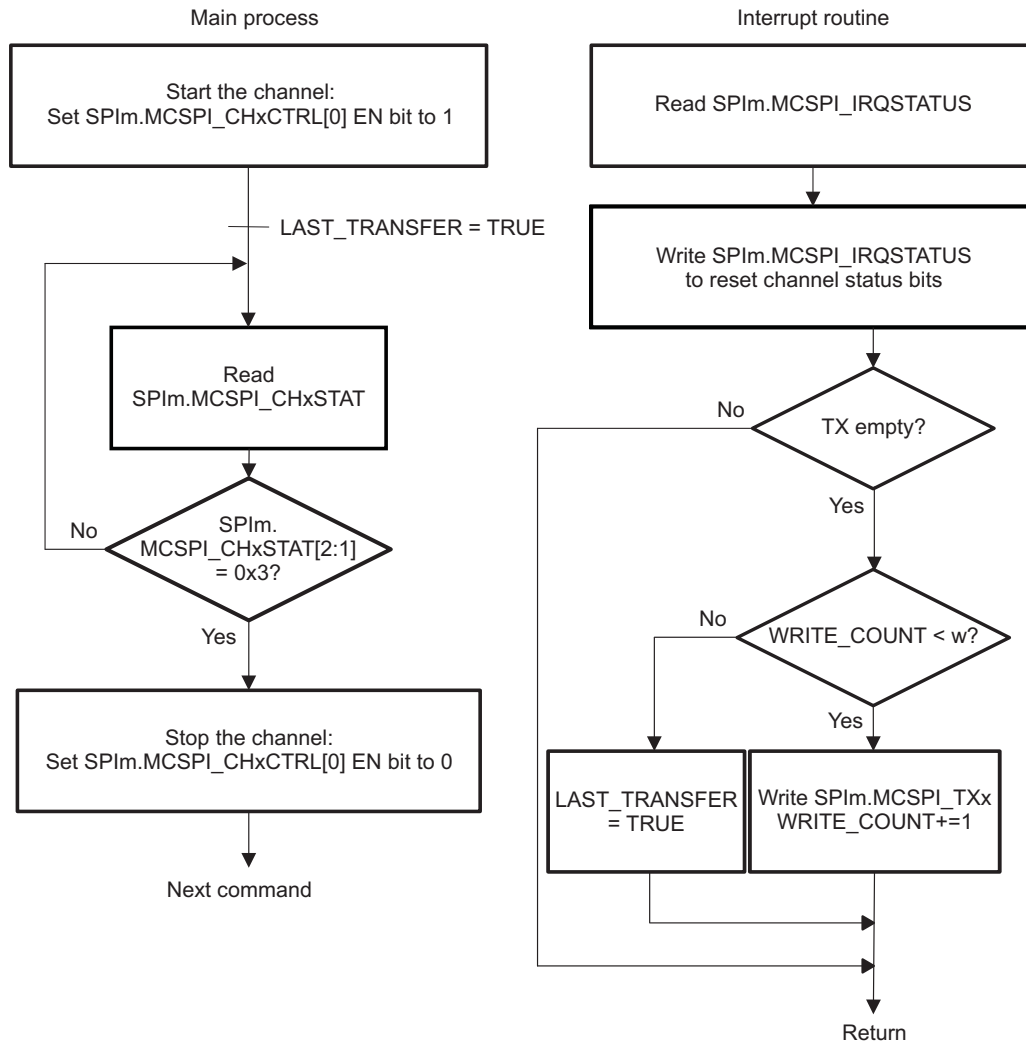 Main process
Start the channel:
Set SPIm.MCSPI_CHxCTRL[0] EN bit to 1
LAST_TRANSFER = TRUE
Read
SPIm.MCSPI_CHxSTAT
No
SPIm.
MCSPI_CHxSTAT[2:1]
= 0x3?
Yes
Stop the channel:
Set SPIm.MCSPI_CHxCTRL[0] EN bit to 0
Next command
Interrupt routine
Read SPIm.MCSPI_IRQSTATUS
Write SPIm.MCSPI_IRQSTATUS
to reset channel status bits
No
TX empty?
Yes
No
WRITE_COUNT < w?
Yes
LAST_TRANSFER
= TRUE
Write SPIm.MCSPI_TXx
WRITE_COUNT+=1
Return